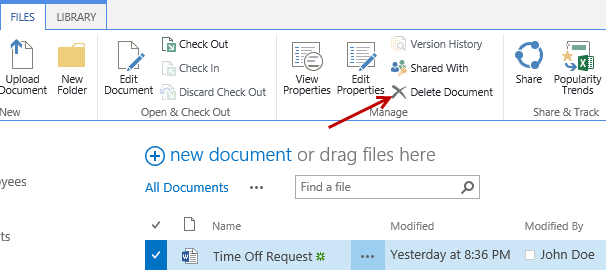 FILES LIBRARY
Upload Document
New Folder
New
Edit Document
Check Out
Check In
Discard Check Out
Open & Check Out
View Properties
Edit Properties
Version History
Shared With
Delete Document
Manage
Share
Popularity Trends
Share & Track
new document or drag files here
yees
All Documents ••• Find a file
ts
Name Modified Modified By
Time Off Request ••• Yesterday at 8:36 PM John Doe